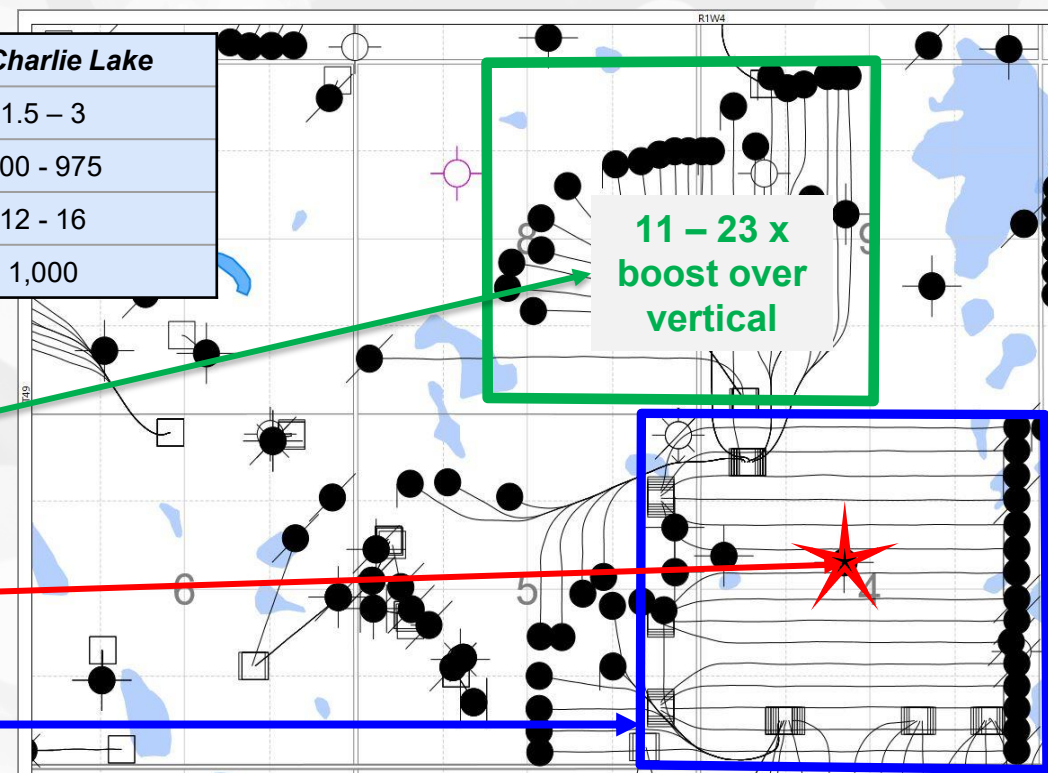 R1W4
Charlie Lake
1.5 – 3
00 - 975
12 - 16
1,000
8
9
11 – 23 x
boost over
vertical
T49
6
5
4